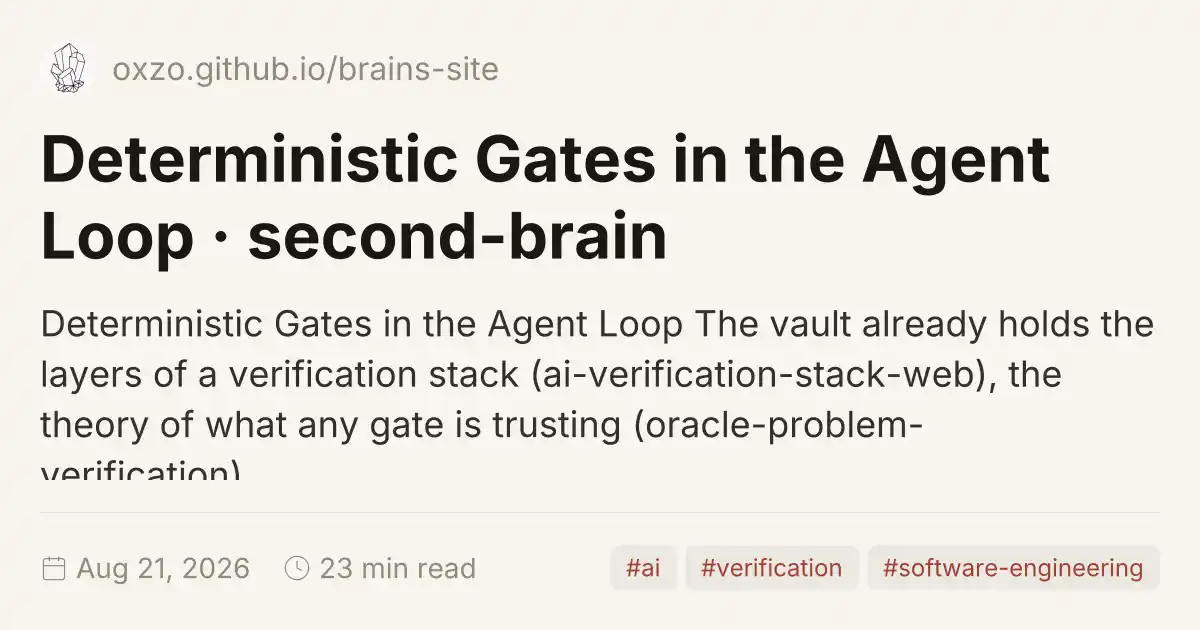 oxzo.github.io/brains-site
Deterministic Gates in the Agent
Loop · second-brain
Deterministic Gates in the Agent Loop The vault already holds the
layers of a verification stack (ai-verification-stack-web), the
theory of what any gate is trusting (oracle-problem-
verification)
Aug 21, 2026 23 min read #ai #verification #software-engineering